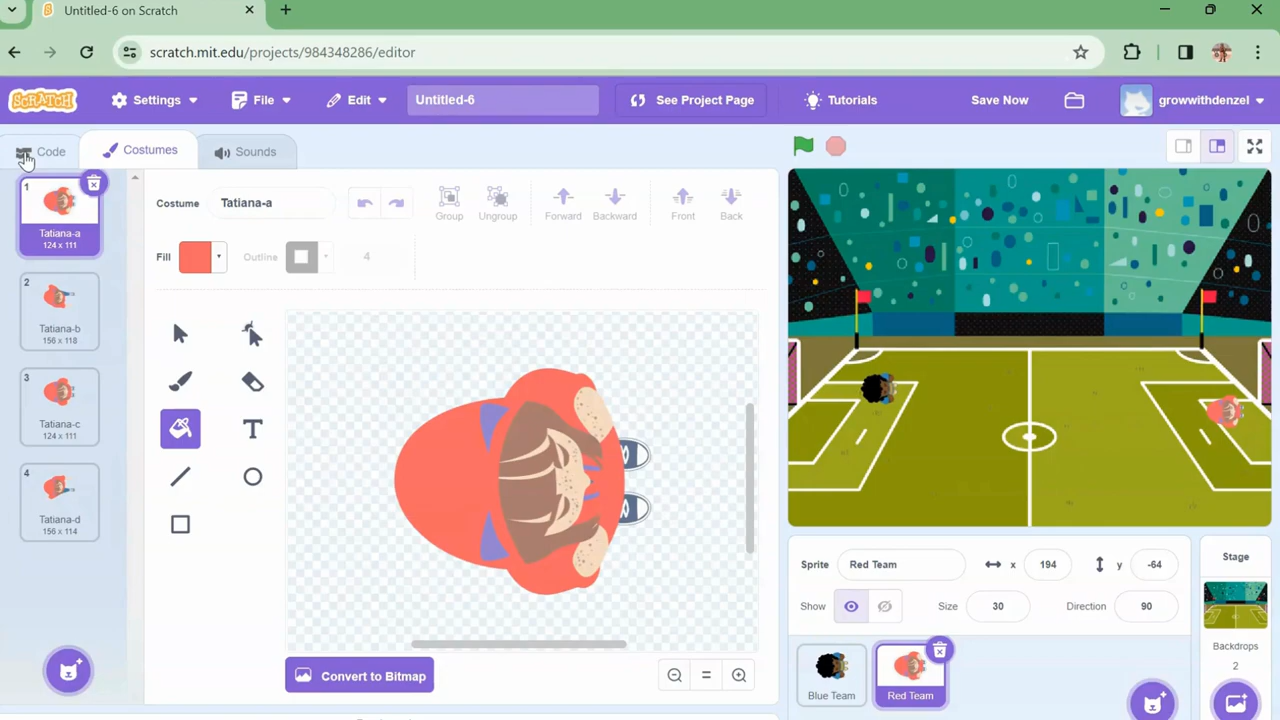 Untitled-6 on Scratch
scratch.mit.edu/projects/984348286/editor
SCRATCH Settings File Edit Untitled-6 See Project Page Tutorials Save Now growwithdenzel
Code Costumes Sounds
1
Tatiana-a
124 x 111
2
Tatiana-b
156 x 118
3
Tatiana-c
124 x 111
4
Tatiana-d
156 x 114
Costume Tatiana-a Group Ungroup Forward Backward Front Back
Fill Outline 4
T
Convert to Bitmap
Sprite Red Team x 194 y -64
Show Size 30 Direction 90
Blue Team Red Team
Stage
Backdrops
2